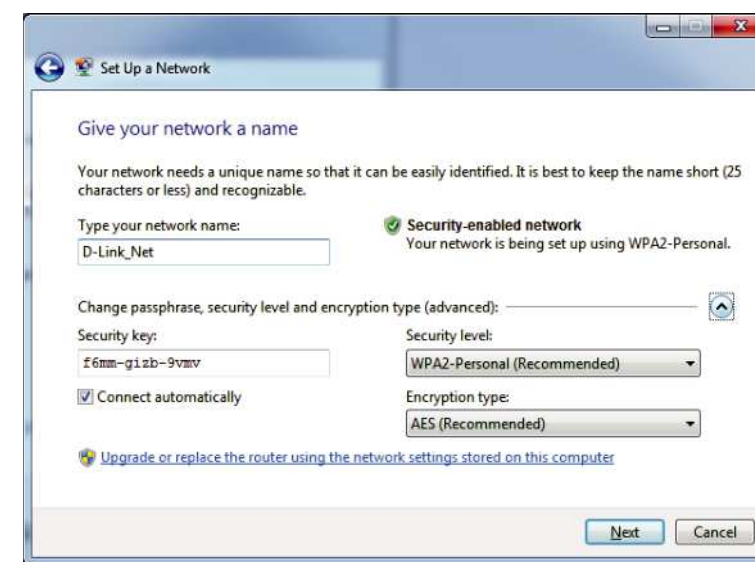 Set Up a Network
Give your network a name
Your network needs a unique name so that it can be easily identified. It is best to keep the name short (25
characters or less) and recognizable.
Type your network name:
D-Link_Net
Security-enabled network
Your network is being set up using WPA2-Personal.
Change passphrase, security level and encryption type (advanced):
Security key:
f6mm-gizb-9vmv
Security level:
WPA2-Personal (Recommended)
Connect automatically
Encryption type:
AES (Recommended)
Upgrade or replace the router using the network settings stored on this computer
Next
Cancel